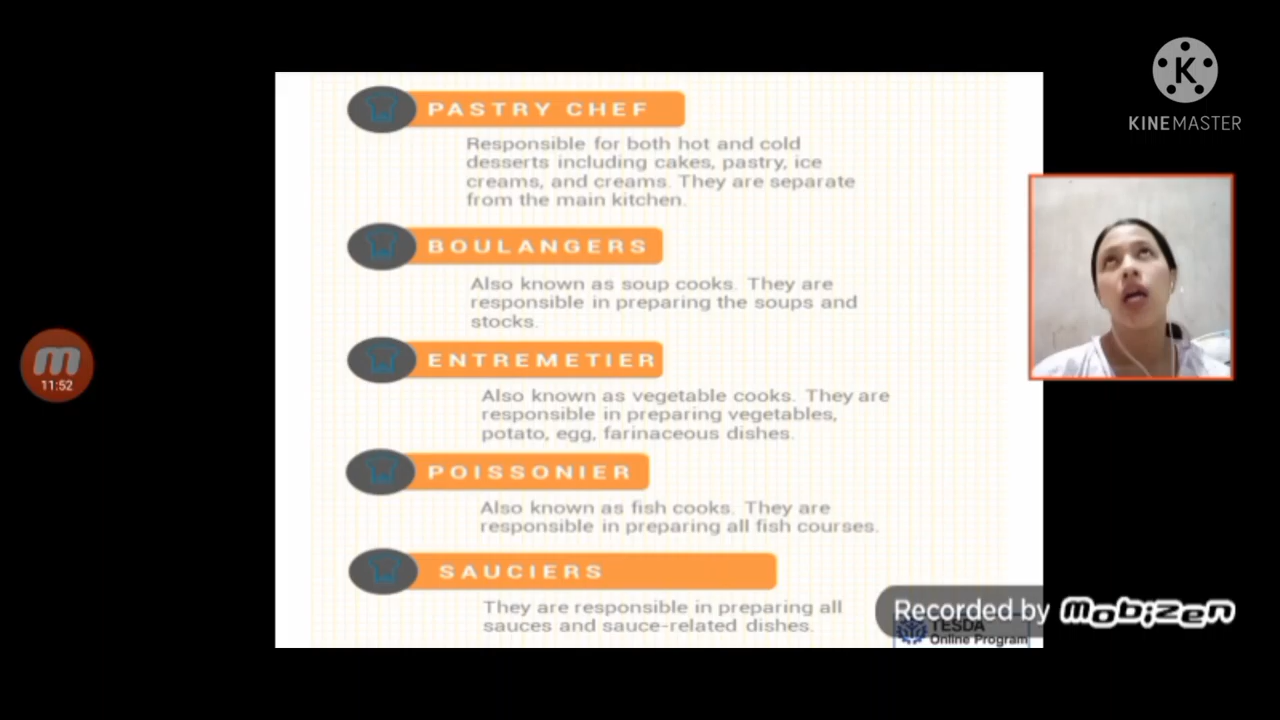 PASTRY CHEF
Responsible for both hot and cold
desserts including cakes, pastry, ice
creams, and creams. They are separate
from the main kitchen.
BOULANGERS
Also known as soup cooks. They are
responsible in preparing the soups and
stocks.
ENTREMETIER
Also known as vegetable cooks. They are
responsible in preparing vegetables,
potato, egg, farinaceous dishes.
POISSONIER
Also known as fish cooks. They are
responsible in preparing all fish courses.
SAUCIERS
They are responsible in preparing all
sauces and sauce-related dishes.
K
KINEMASTER
m
11:52
Recorded by mobizen
TESDA
Online Program